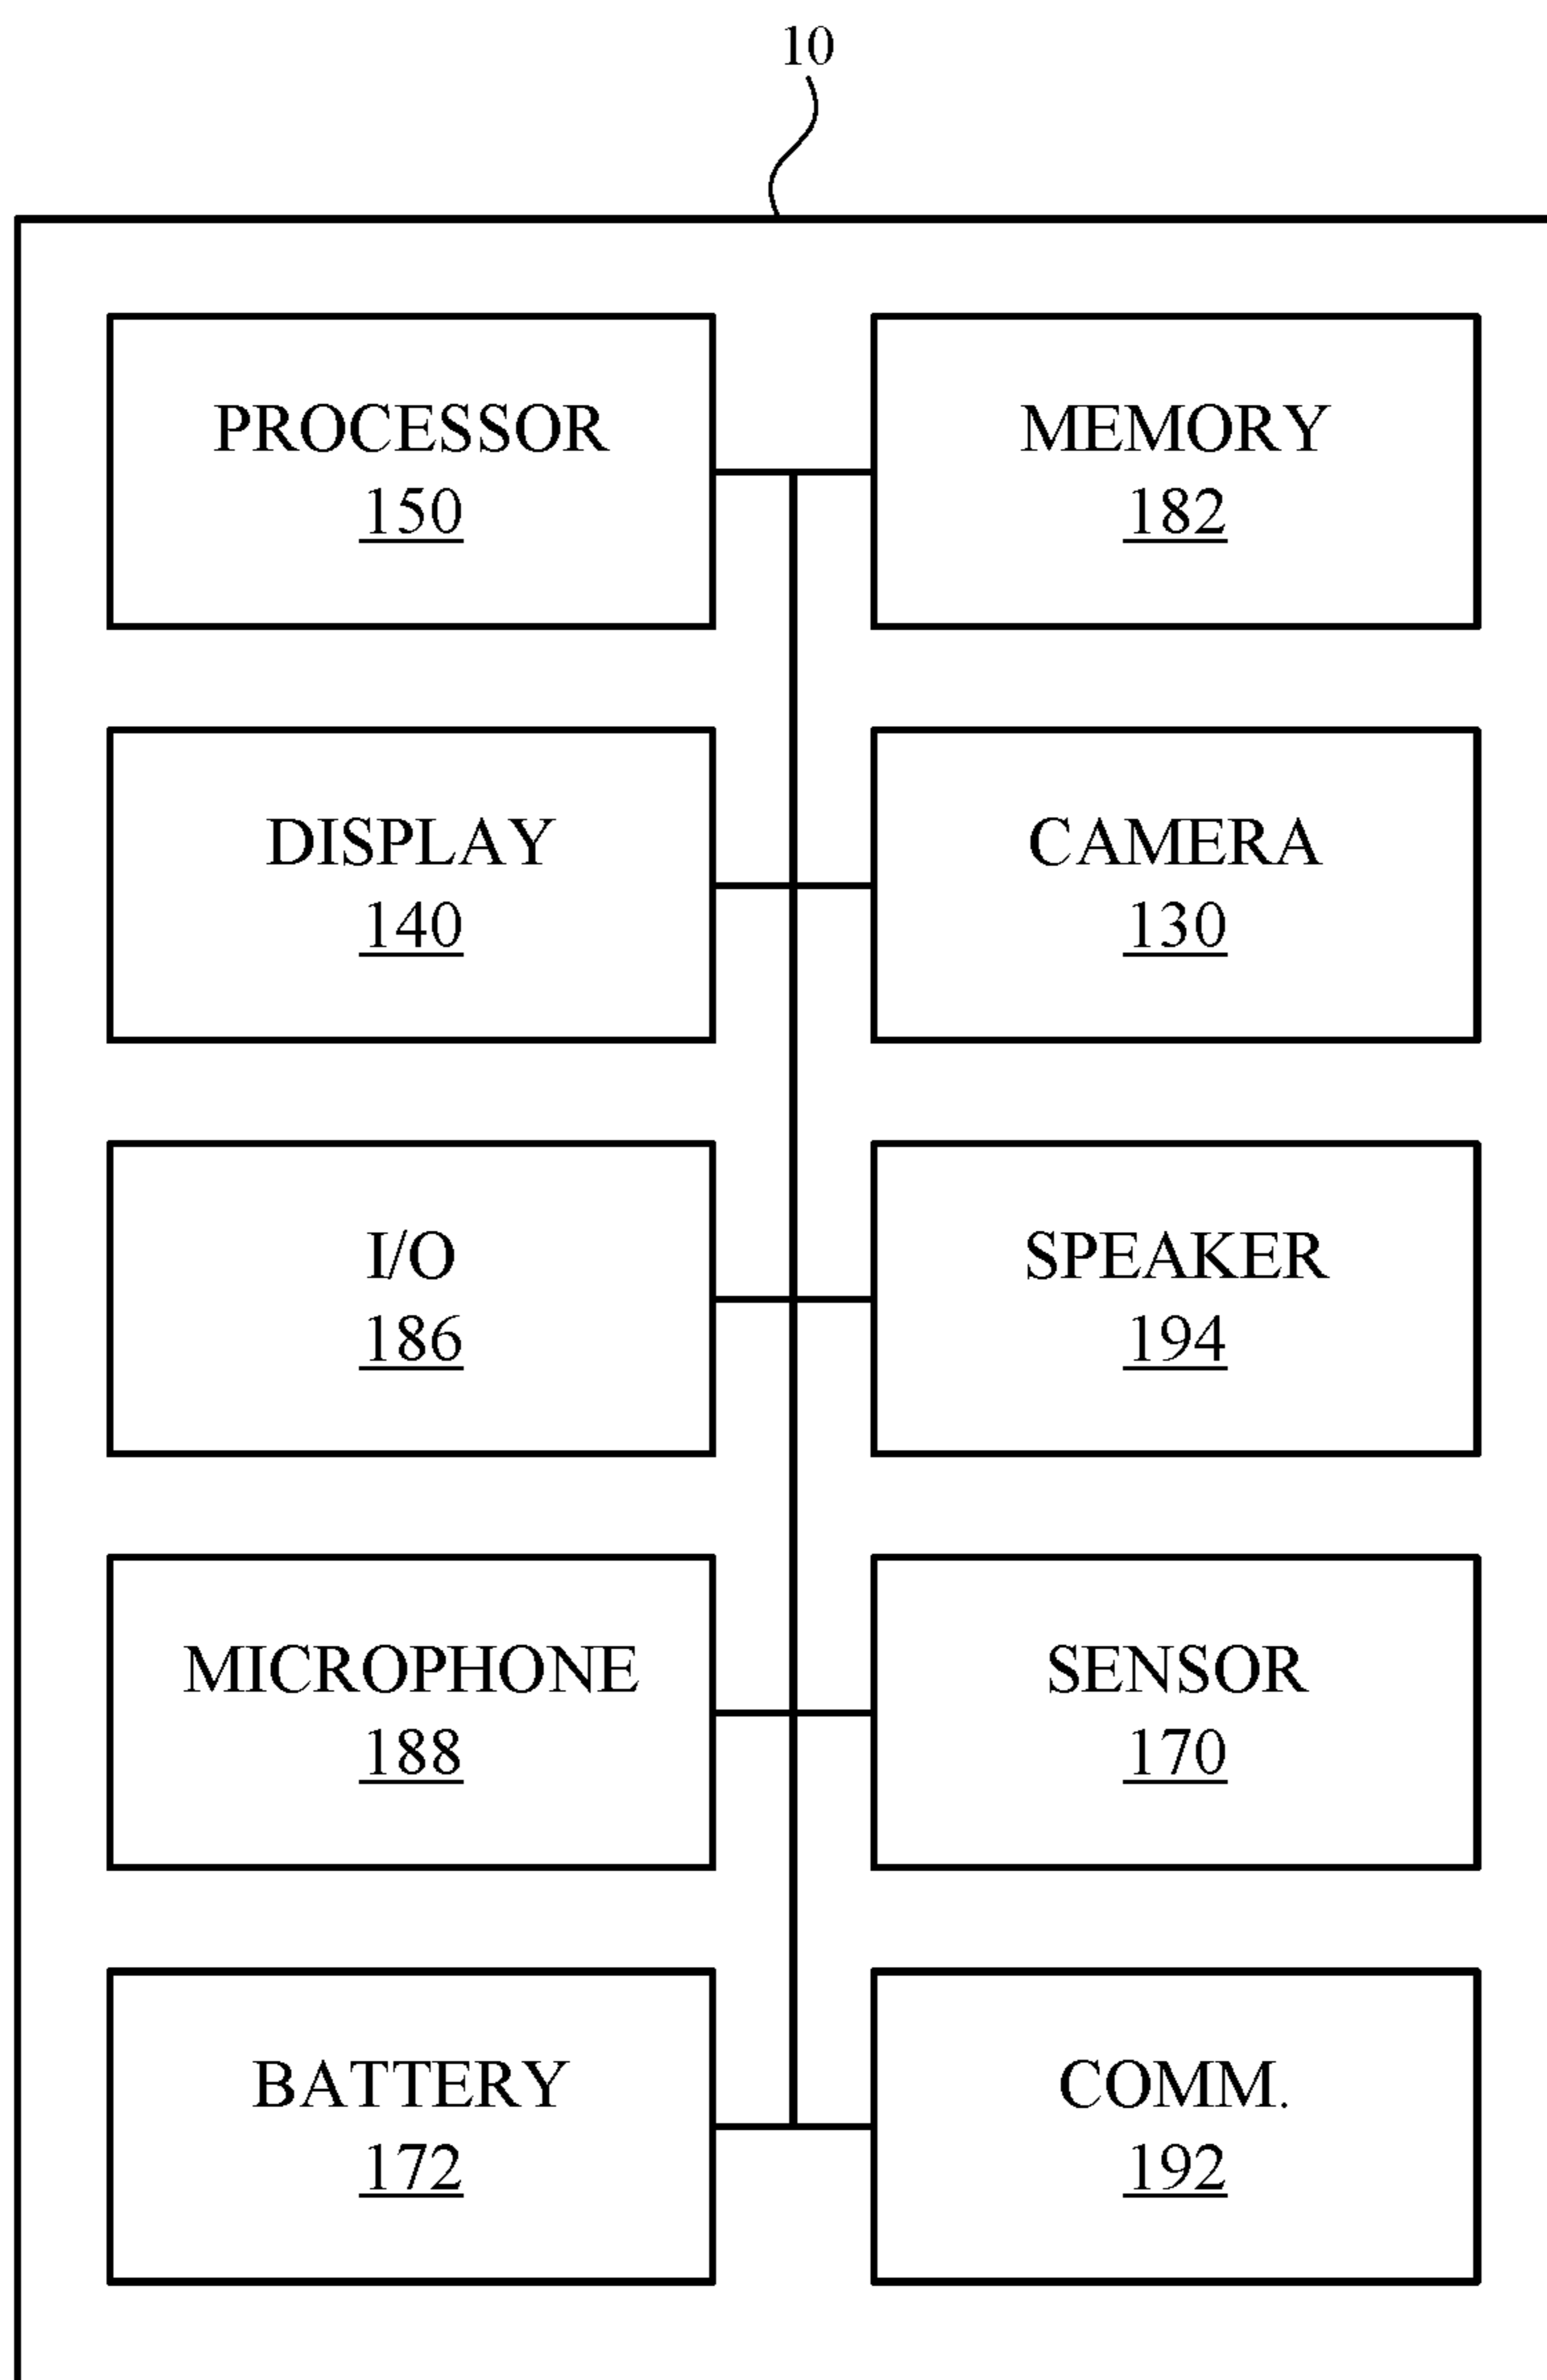 10
PROCESSOR
150
MEMORY
182
DISPLAY
140
CAMERA
130
I/O
186
SPEAKER
194
MICROPHONE
188
SENSOR
170
BATTERY
172
COMM.
192